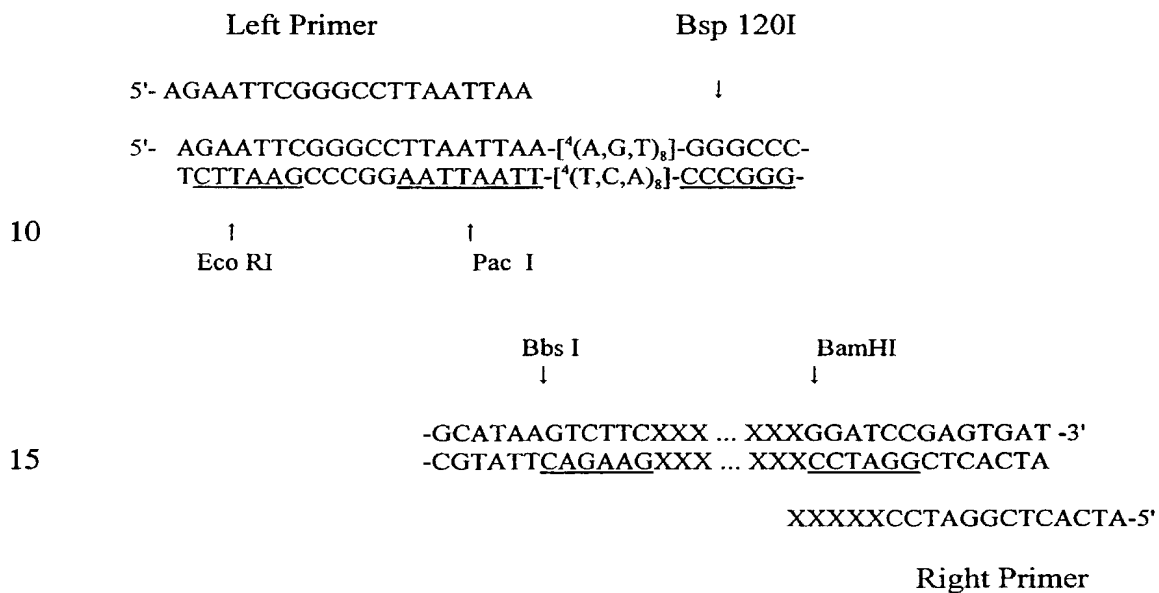 Left Primer Bsp 120I
5'- AGAATTCGGGCCTTAATTAA ↓
5'- AGAATTCGGGCCTTAATTAA-[⁴(A,G,T)₈]-GGGCCC-
TCTTAAGCCCGGAATTAATT-[⁴(T,C,A)₈]-CCCGGG-
10 ↑ ↑
Eco RI Pac I
Bbs I BamHI
↓ ↓
-GCATAAGTCTTCXXX ... XXXGGATCCGAGTGAT -3'
15 -CGTATTCAGAAGXXX ... XXXCCTAGGCTCACTA
XXXXXCCTAGGCTCACTA-5'
Right Primer